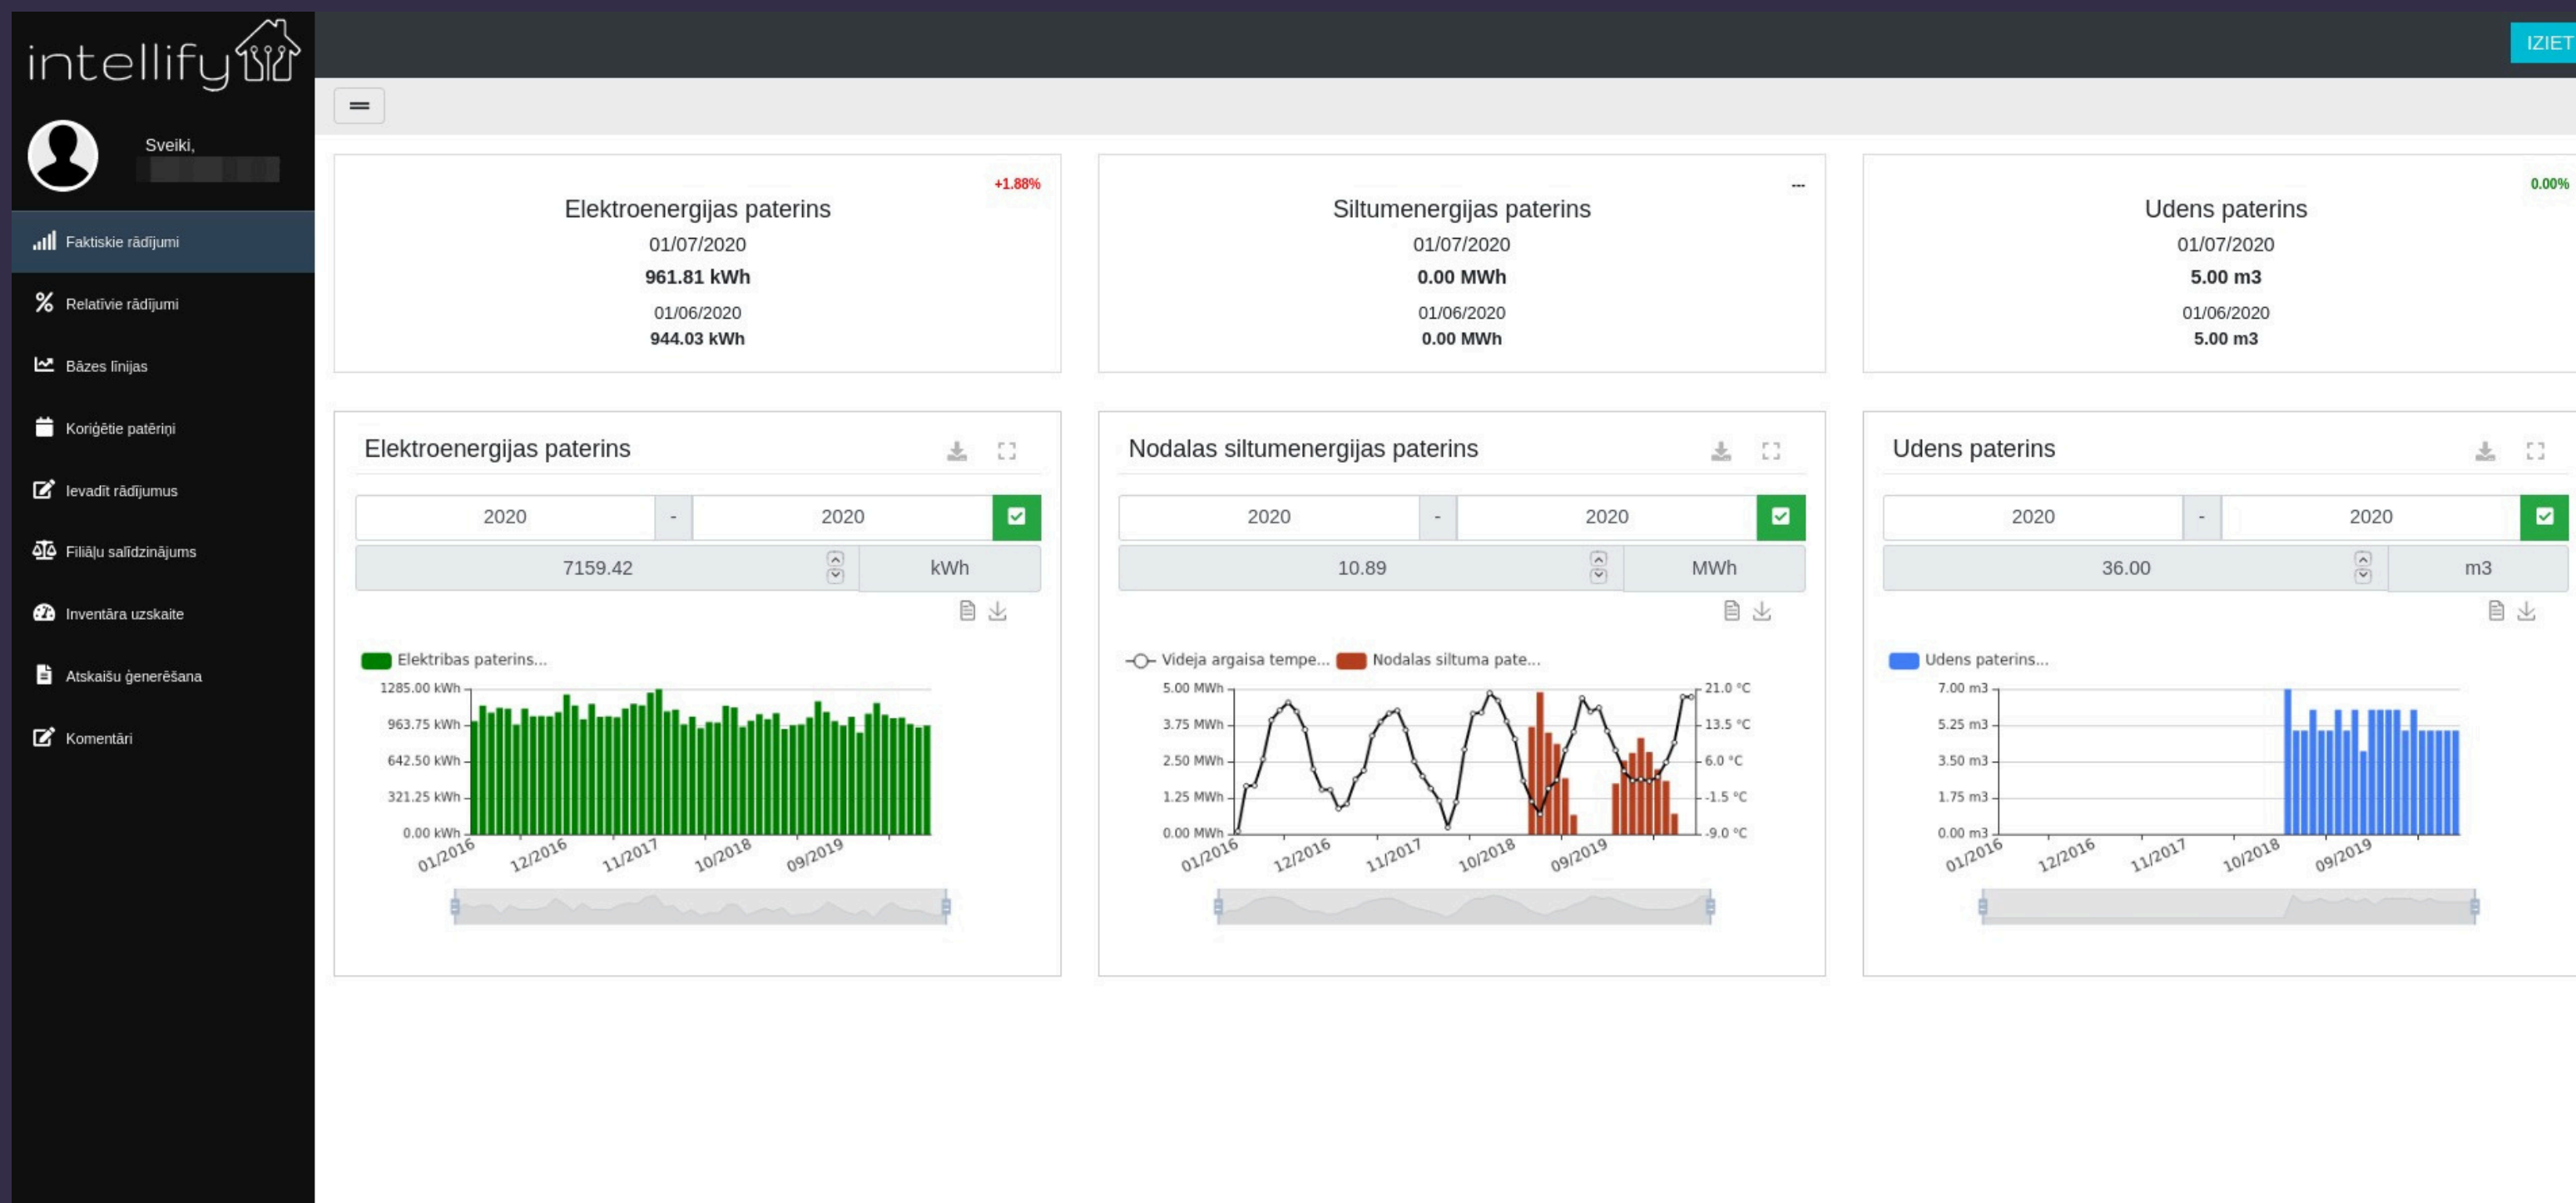 intellify
IZIET
Sveiki,
Faktiskie rādījumi
Relatīvie rādījumi
Bāzes līnijas
Koriģētie patēriņi
Ievadīt rādījumus
Filiāļu salīdzinājums
Inventāra uzskaite
Atskaišu ģenerēšana
Komentāri
+1.88%
Elektroenergijas paterins
01/07/2020
961.81 kWh
01/06/2020
944.03 kWh
---
Siltumenergijas paterins
01/07/2020
0.00 MWh
01/06/2020
0.00 MWh
0.00%
Udens paterins
01/07/2020
5.00 m3
01/06/2020
5.00 m3
Elektroenergijas paterins
2020 - 2020
7159.42 kWh
Elektribas paterins...
1285.00 kWh
963.75 kWh
642.50 kWh
321.25 kWh
0.00 kWh
01/2016 12/2016 11/2017 10/2018 09/2019
Nodalas siltumenergijas paterins
2020 - 2020
10.89 MWh
Videja argaisa tempe... Nodalas siltuma pate...
5.00 MWh 21.0 °C
3.75 MWh 13.5 °C
2.50 MWh 6.0 °C
1.25 MWh -1.5 °C
0.00 MWh -9.0 °C
01/2016 12/2016 11/2017 10/2018 09/2019
Udens paterins
2020 - 2020
36.00 m3
Udens paterins...
7.00 m3
5.25 m3
3.50 m3
1.75 m3
0.00 m3
01/2016 12/2016 11/2017 10/2018 09/2019